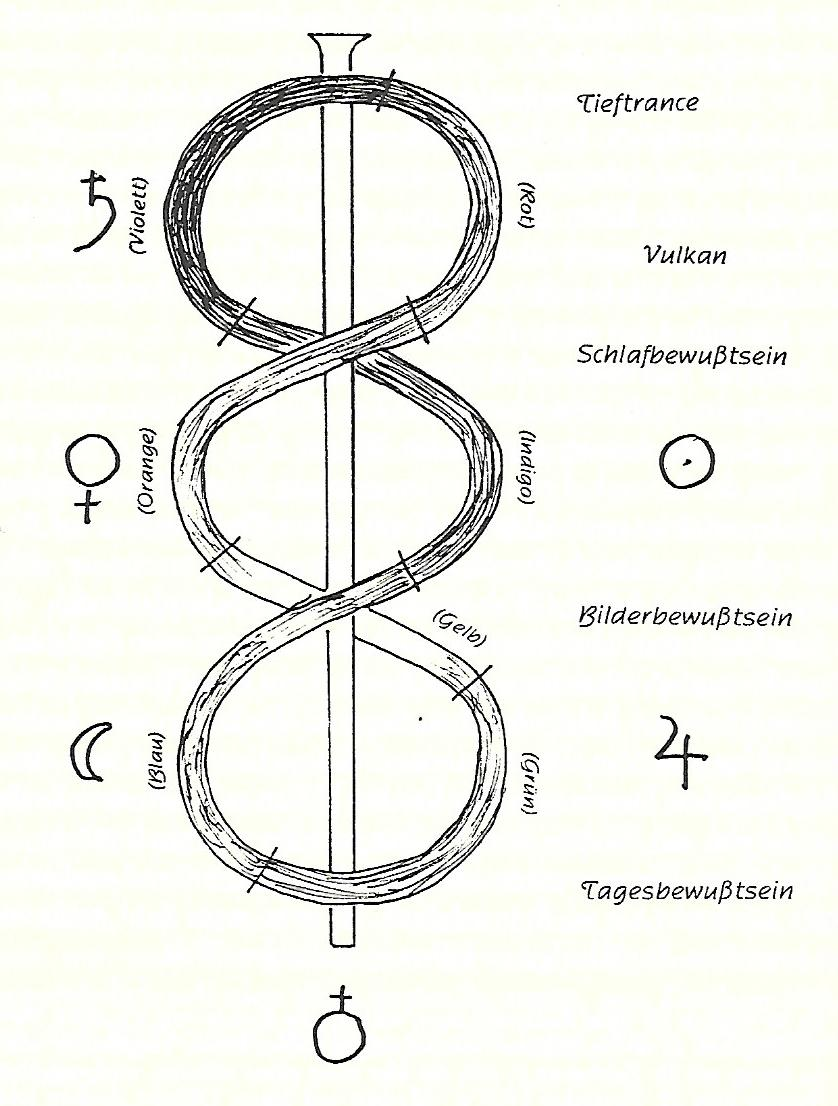 Tieftrance
♄ (Violett) (Rot)
Vulkan
Schlafbewußtsein
♀ (Orange) (Indigo) ☉
Bilderbewußtsein
(Gelb)
☾ (Blau) (Grün) ♃
Tagesbewußtsein
♁